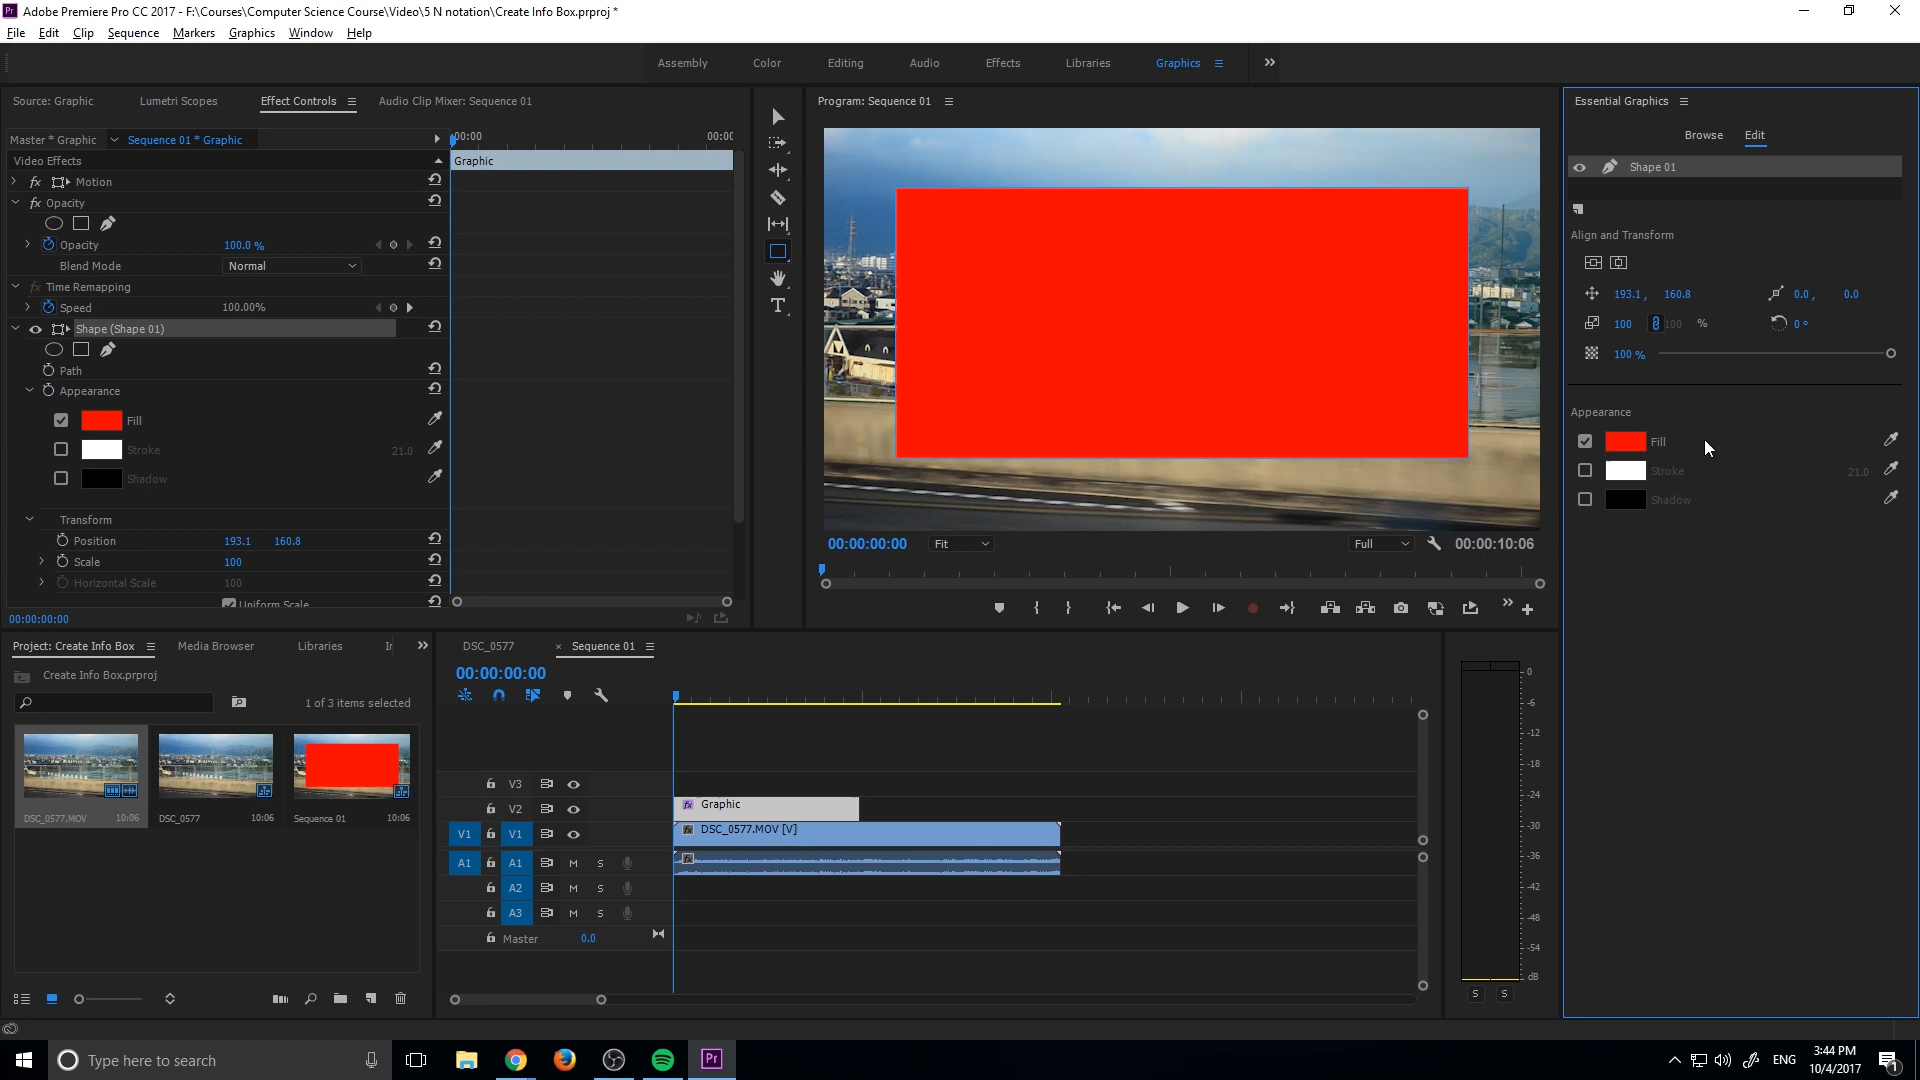 Adobe Premiere Pro CC 2017 - F:\Courses\Computer Science Course\Video\5 N notation\Create Info Box.prproj *
File Edit Clip Sequence Markers Graphics Window Help
Assembly Color Editing Audio Effects Libraries Graphics
Source: Graphic Lumetri Scopes Effect Controls Audio Clip Mixer: Sequence 01
Program: Sequence 01
Essential Graphics
Browse Edit
Shape 01
Align and Transform
193.1, 160.8 0.0, 0.0
100 100 % 0 °
100 %
Appearance
Fill
Stroke 21.0
Shadow
Master * Graphic Sequence 01 * Graphic
:00:00 00:00
Video Effects
Graphic
fx Motion
fx Opacity
Opacity 100.0 %
Blend Mode Normal
fx Time Remapping
Speed 100.00%
Shape (Shape 01)
Path
Appearance
Fill
Stroke 21.0
Shadow
Transform
Position 193.1 160.8
Scale 100
Horizontal Scale 100
Uniform Scale
00:00:00:00
00:00:00:00 Fit Full 00:00:10:06
Project: Create Info Box Media Browser Libraries
Create Info Box.prproj
1 of 3 items selected
DSC_0577.MOV 10:06 DSC_0577 10:06 Sequence 01 10:06
DSC_0577 × Sequence 01
00:00:00:00
V3
V2
fx Graphic
V1 V1
fx DSC_0577.MOV [V]
A1 A1 M S
fx
A2 M S
A3 M S
Master 0.0
0
-6
-12
-18
-24
-30
-36
-42
-48
-54
dB
S S
Type here to search
Pr
ENG
3:44 PM
10/4/2017
1